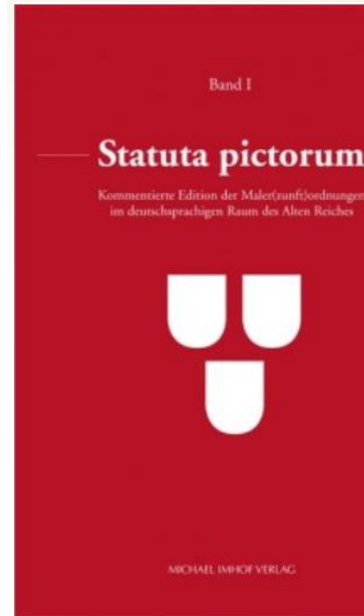 Band I
Statuta pictorum
Kommentierte Edition der Maler(zunft)ordnungen
im deutschsprachigen Raum des Alten Reiches
MICHAEL IMHOF VERLAG